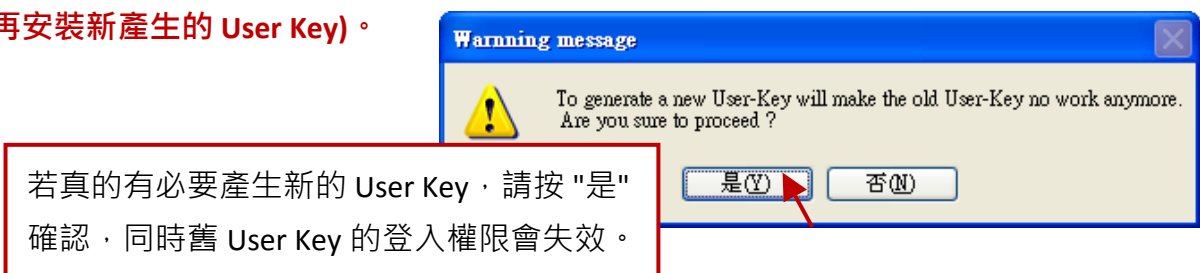 再安裝新產生的 User Key)。
Warnning message
To generate a new User-Key will make the old User-Key no work anymore.
Are you sure to proceed ?
是(Y)
否(N)
若真的有必要產生新的 User Key，請按 "是"
確認，同時舊 User Key 的登入權限會失效。